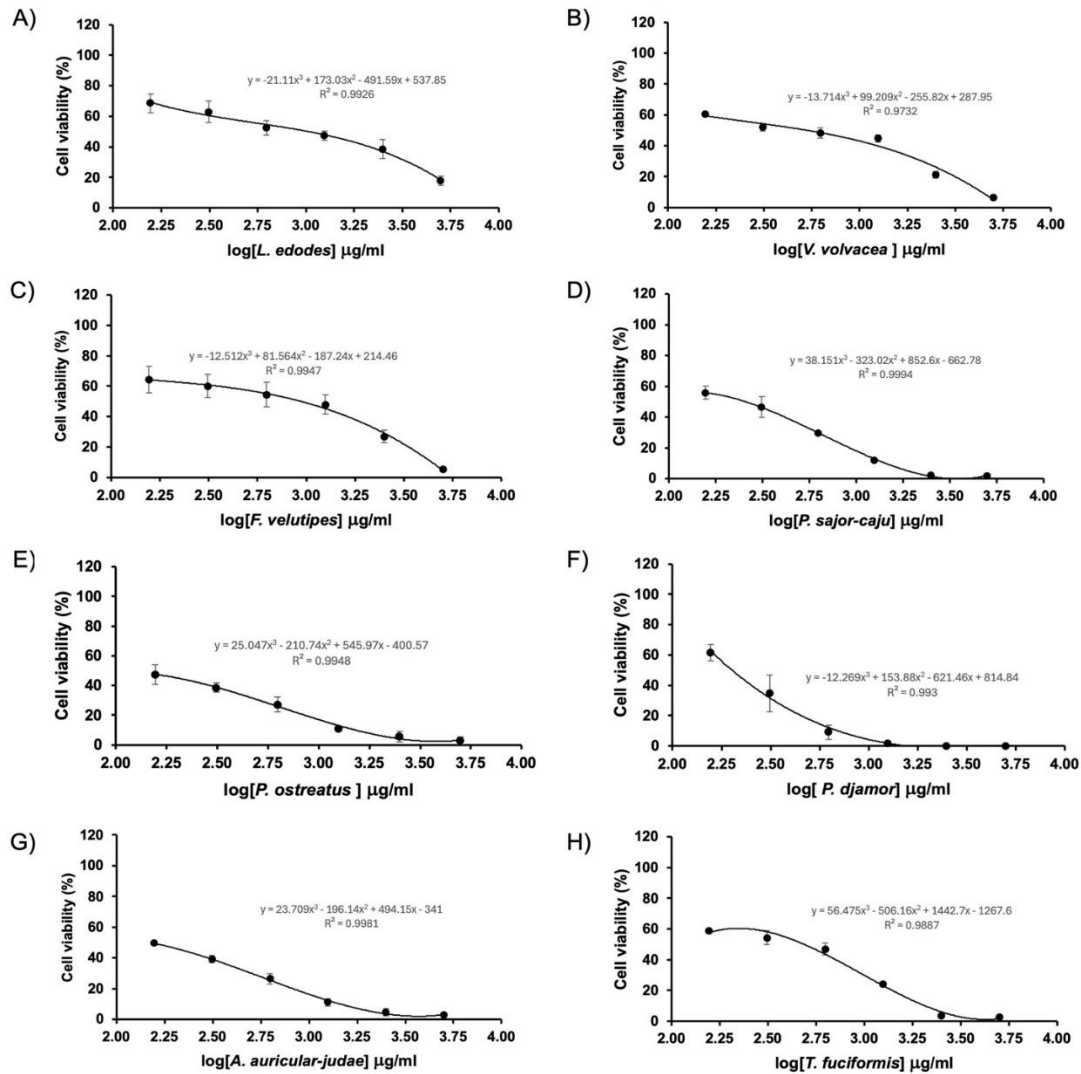 A)
120
100
80
60
40
20
0
Cell viability (%)
y = -21.11x³ + 173.03x² - 491.59x + 537.85
R² = 0.9926
2.00 2.25 2.50 2.75 3.00 3.25 3.50 3.75 4.00
log[L. edodes] μg/ml
B)
120
100
80
60
40
20
0
Cell viability (%)
y = -13.714x³ + 99.209x² - 255.82x + 287.95
R² = 0.9732
2.00 2.25 2.50 2.75 3.00 3.25 3.50 3.75 4.00
log[V. volvacea ] μg/ml
C)
120
100
80
60
40
20
0
Cell viability (%)
y = -12.512x³ + 81.564x² - 187.24x + 214.46
R² = 0.9947
2.00 2.25 2.50 2.75 3.00 3.25 3.50 3.75 4.00
log[F. velutipes] μg/ml
D)
120
100
80
60
40
20
0
Cell viability (%)
y = 38.151x³ - 323.02x² + 852.6x - 662.78
R² = 0.9994
2.00 2.25 2.50 2.75 3.00 3.25 3.50 3.75 4.00
log[P. sajor-caju] μg/ml
E)
120
100
80
60
40
20
0
Cell viability (%)
y = 25.047x³ - 210.74x² + 545.97x - 400.57
R² = 0.9948
2.00 2.25 2.50 2.75 3.00 3.25 3.50 3.75 4.00
log[P. ostreatus ] μg/ml
F)
120
100
80
60
40
20
0
Cell viability (%)
y = -12.269x³ + 153.88x² - 621.46x + 814.84
R² = 0.993
2.00 2.25 2.50 2.75 3.00 3.25 3.50 3.75 4.00
log[ P. djamor] μg/ml
G)
120
100
80
60
40
20
0
Cell viability (%)
y = 23.709x³ - 196.14x² + 494.15x - 341
R² = 0.9981
2.00 2.25 2.50 2.75 3.00 3.25 3.50 3.75 4.00
log[A. auricular-judae] μg/ml
H)
120
100
80
60
40
20
0
Cell viability (%)
y = 56.475x³ - 506.16x² + 1442.7x - 1267.6
R² = 0.9887
2.00 2.25 2.50 2.75 3.00 3.25 3.50 3.75 4.00
log[T. fuciformis] μg/ml